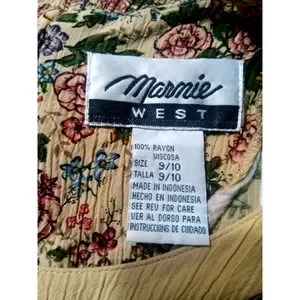 Marnie
WEST
100% RAYON
VISCOSA
SIZE 9/10
TALLA 9/10
MADE IN INDONESIA
HECHO EN INDONESIA
SEE REV FOR CARE
VER AL DORSO PARA
INSTRUCCIONS DE CUIDADO